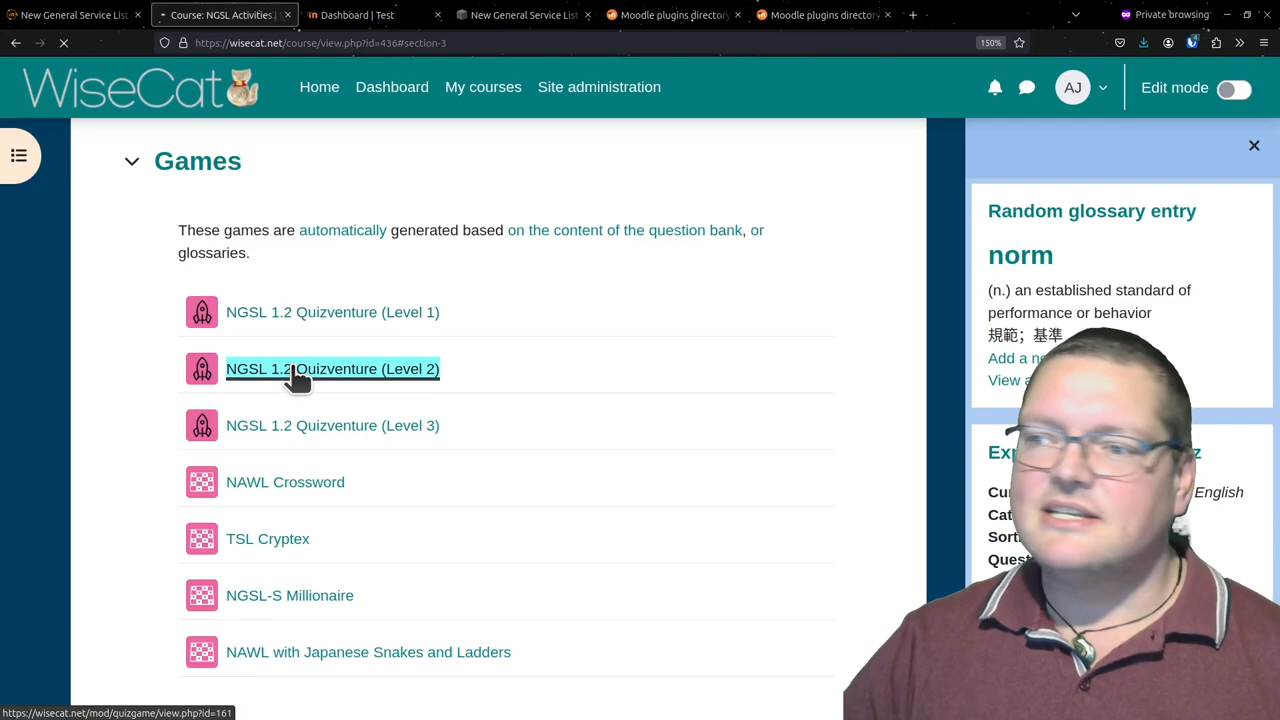 New General Service List
Course: NGSL Activities |
Dashboard | Test
New General Service List
Moodle plugins directory
Moodle plugins directory
Private browsing
https://wisecat.net/course/view.php?id=436#section-3
150%
WiseCat
Home
Dashboard
My courses
Site administration
AJ
Edit mode
Games
These games are automatically generated based on the content of the question bank, or
glossaries.
NGSL 1.2 Quizventure (Level 1)
NGSL 1.2 Quizventure (Level 2)
NGSL 1.2 Quizventure (Level 3)
NAWL Crossword
TSL Cryptex
NGSL-S Millionaire
NAWL with Japanese Snakes and Ladders
Random glossary entry
norm
(n.) an established standard of
performance or behavior
規範；基準
Add a
View
English
https://wisecat.net/mod/quizgame/view.php?id=161